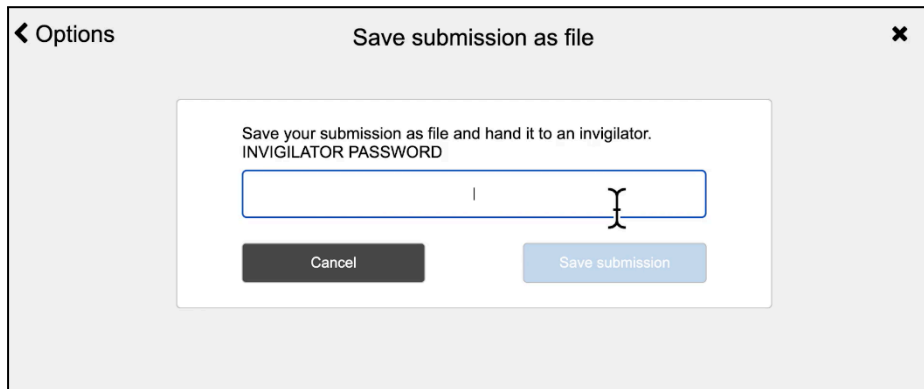 Options
Save submission as file
Save your submission as file and hand it to an invigilator.
INVIGILATOR PASSWORD
Cancel
Save submission